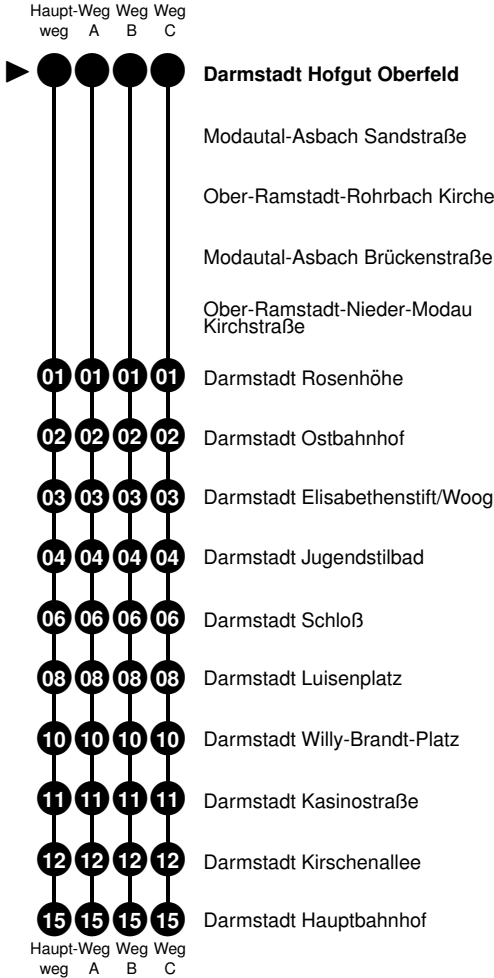 Haupt-Weg Weg Weg
weg A B C
Darmstadt Hofgut Oberfeld
Modautal-Asbach Sandstraße
Ober-Ramstadt-Rohrbach Kirche
Modautal-Asbach Brückenstraße
Ober-Ramstadt-Nieder-Modau
Kirchstraße
01 01 01 01 Darmstadt Rosenhöhe
02 02 02 02 Darmstadt Ostbahnhof
03 03 03 03 Darmstadt Elisabethenstift/Woog
04 04 04 04 Darmstadt Jugendstilbad
06 06 06 06 Darmstadt Schloß
08 08 08 08 Darmstadt Luisenplatz
10 10 10 10 Darmstadt Willy-Brandt-Platz
11 11 11 11 Darmstadt Kasinostraße
12 12 12 12 Darmstadt Kirschenallee
15 15 15 15 Darmstadt Hauptbahnhof
Haupt-Weg Weg Weg
weg A B C